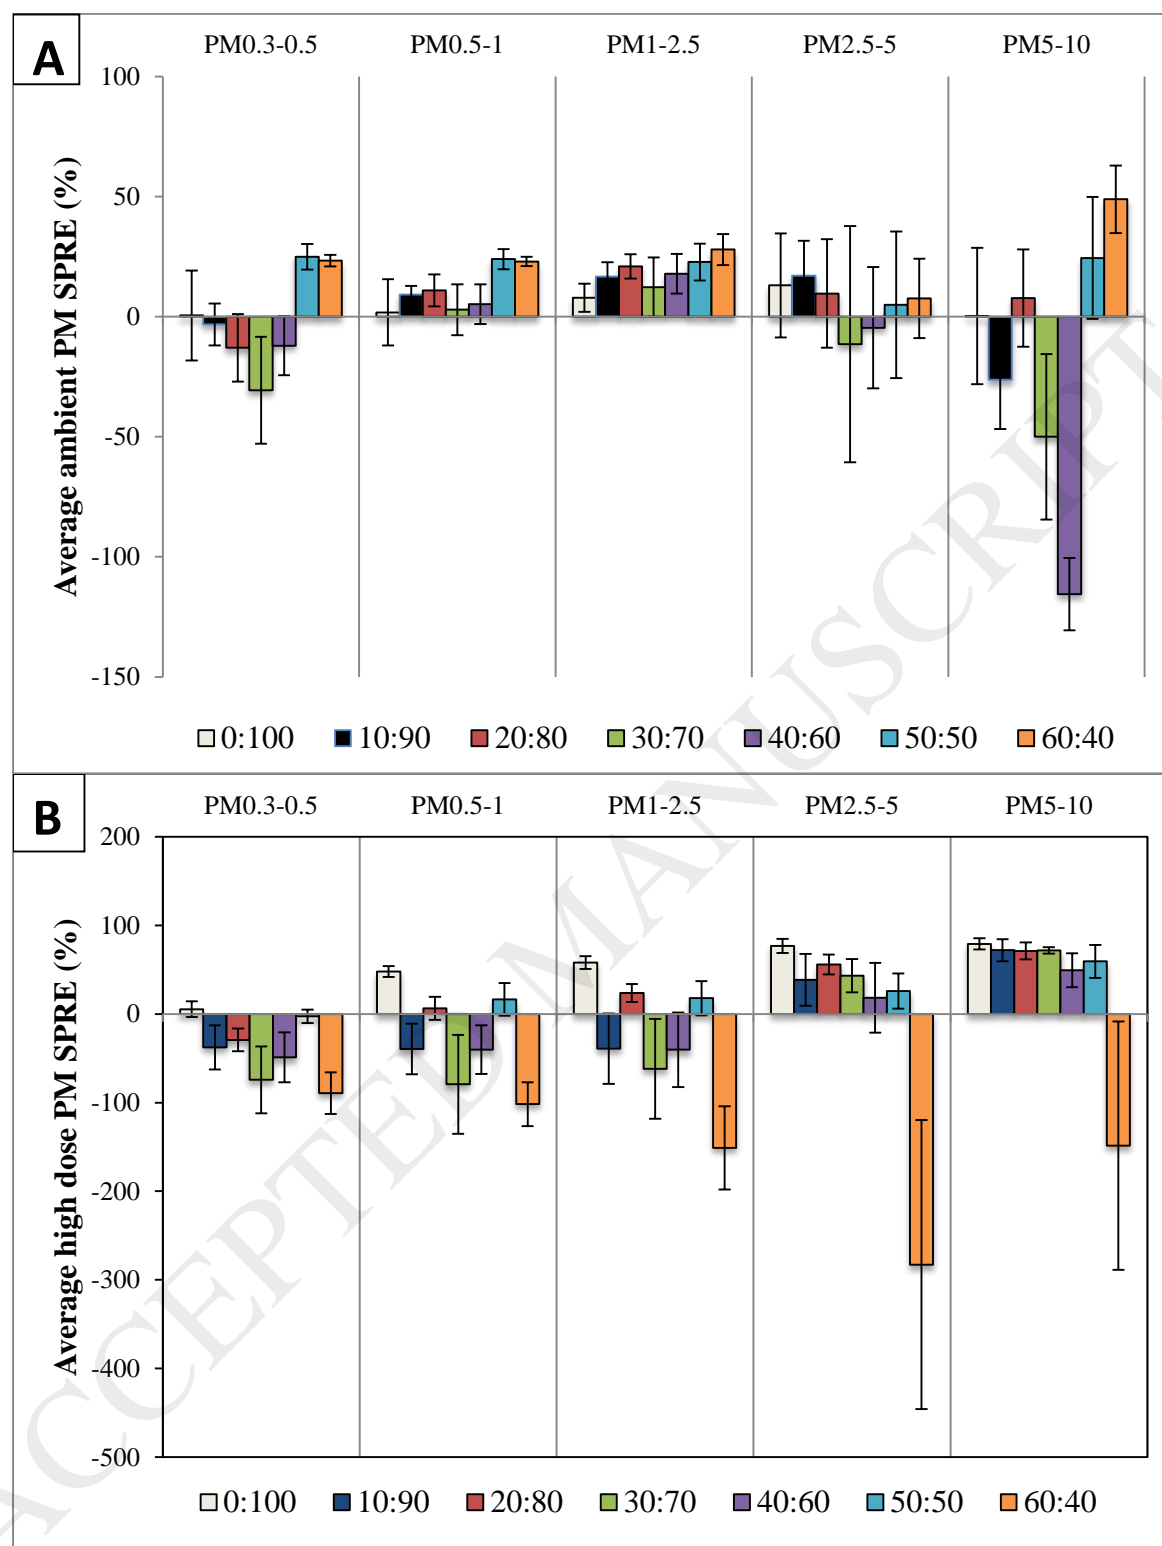 A
PM0.3-0.5 PM0.5-1 PM1-2.5 PM2.5-5 PM5-10
Average ambient PM SPRE (%)
100
50
0
-50
-100
-150
0:100 10:90 20:80 30:70 40:60 50:50 60:40
B
PM0.3-0.5 PM0.5-1 PM1-2.5 PM2.5-5 PM5-10
Average high dose PM SPRE (%)
200
100
0
-100
-200
-300
-400
-500
0:100 10:90 20:80 30:70 40:60 50:50 60:40
ACCEPTED MANUSCRIPT